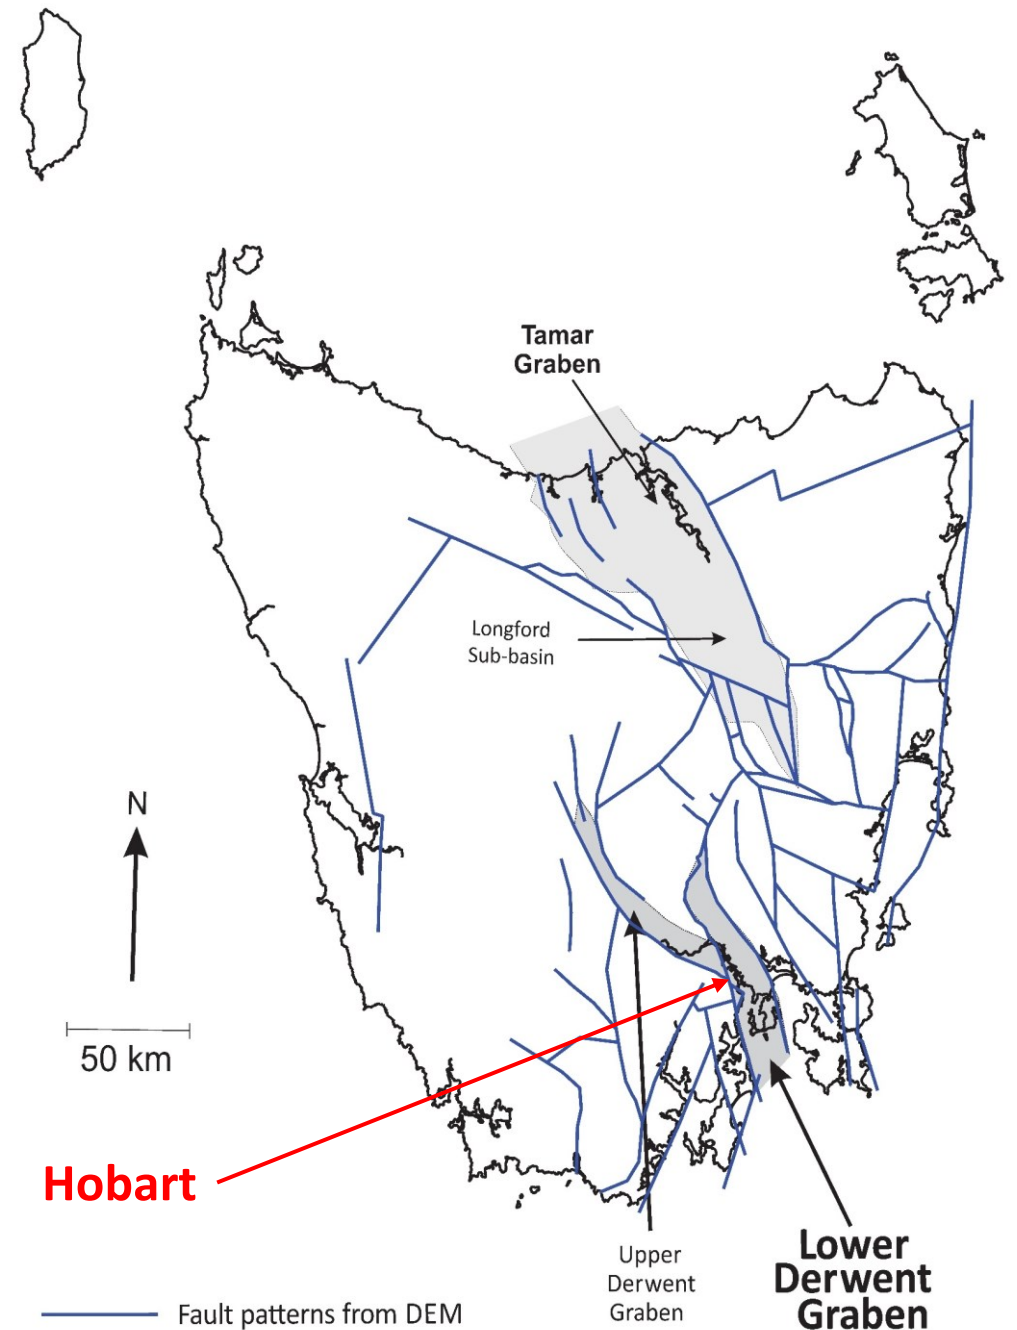 Tamar
Graben
Longford
Sub-basin
N
50 km
Hobart
Upper
Derwent
Graben
Lower
Derwent
Graben
Fault patterns from DEM